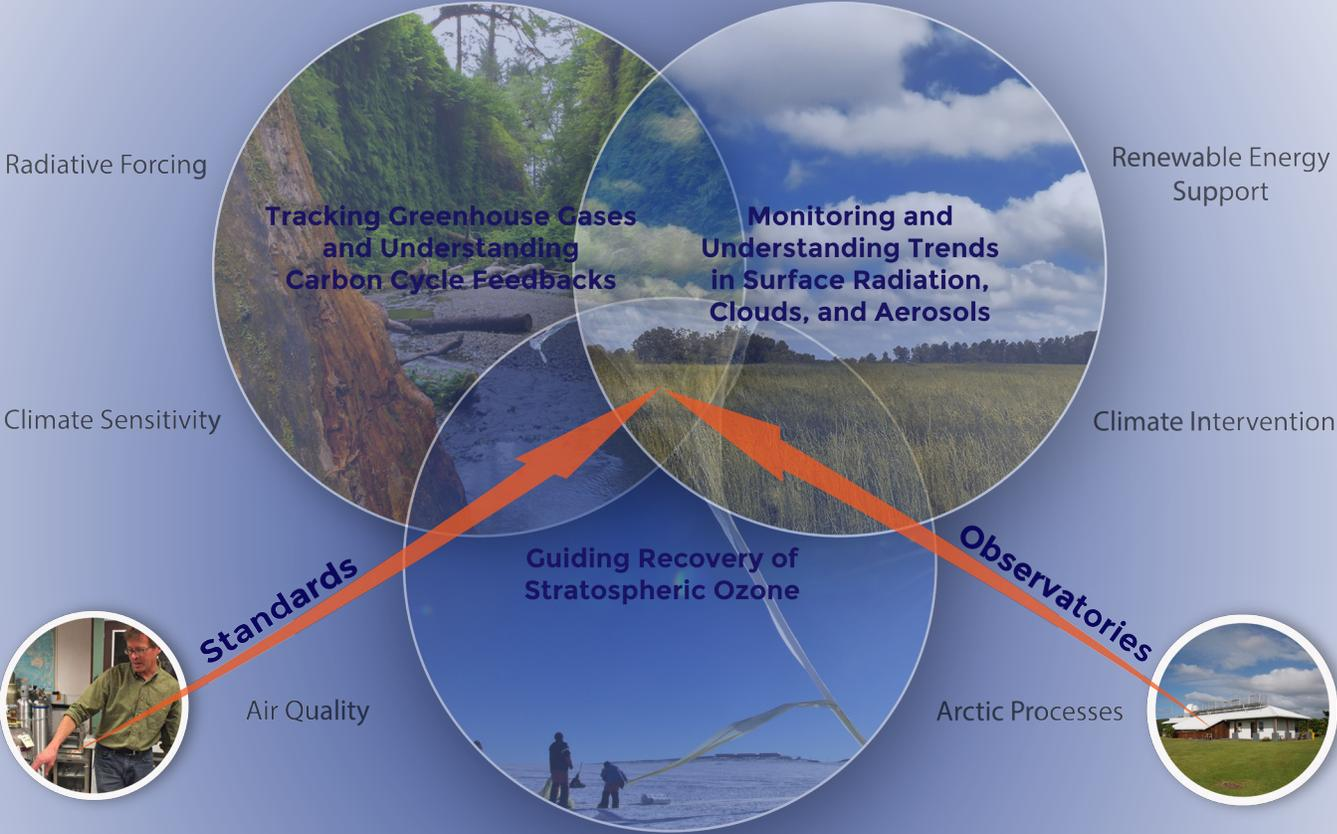 Radiative Forcing
Renewable Energy
Support
Tracking Greenhouse Gases
and Understanding
Carbon Cycle Feedbacks
Monitoring and
Understanding Trends
in Surface Radiation,
Clouds, and Aerosols
Climate Sensitivity
Climate Intervention
Guiding Recovery of
Stratospheric Ozone
Standards
Observatories
Air Quality
Arctic Processes